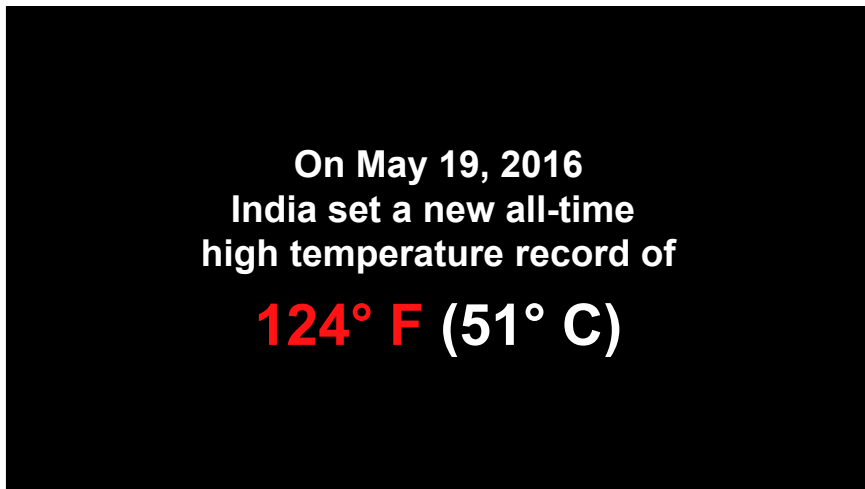 On May 19, 2016
India set a new all-time
high temperature record of
124° F (51° C)